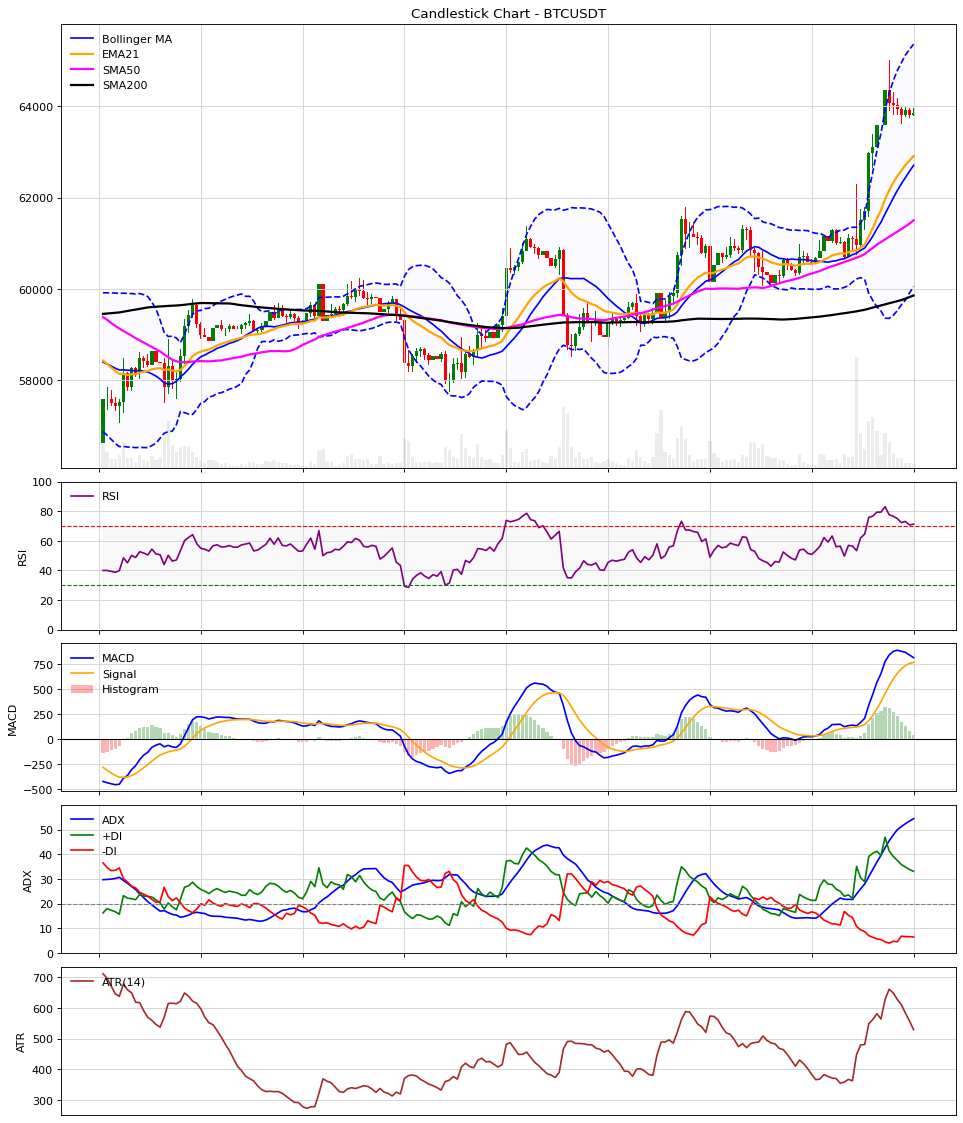 Candlestick Chart - BTCUSDT
Bollinger MA
EMA21
SMA50
SMA200
64000
62000
60000
58000
RSI
RSI
100
80
60
40
20
0
MACD
Signal
Histogram
MACD
750
500
250
0
−250
−500
ADX
+DI
-DI
ADX
50
40
30
20
10
0
ATR(14)
ATR
700
600
500
400
300